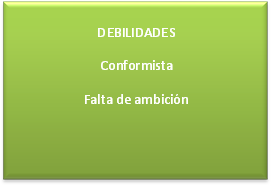 DEBILIDADES
Conformista
Falta de ambición